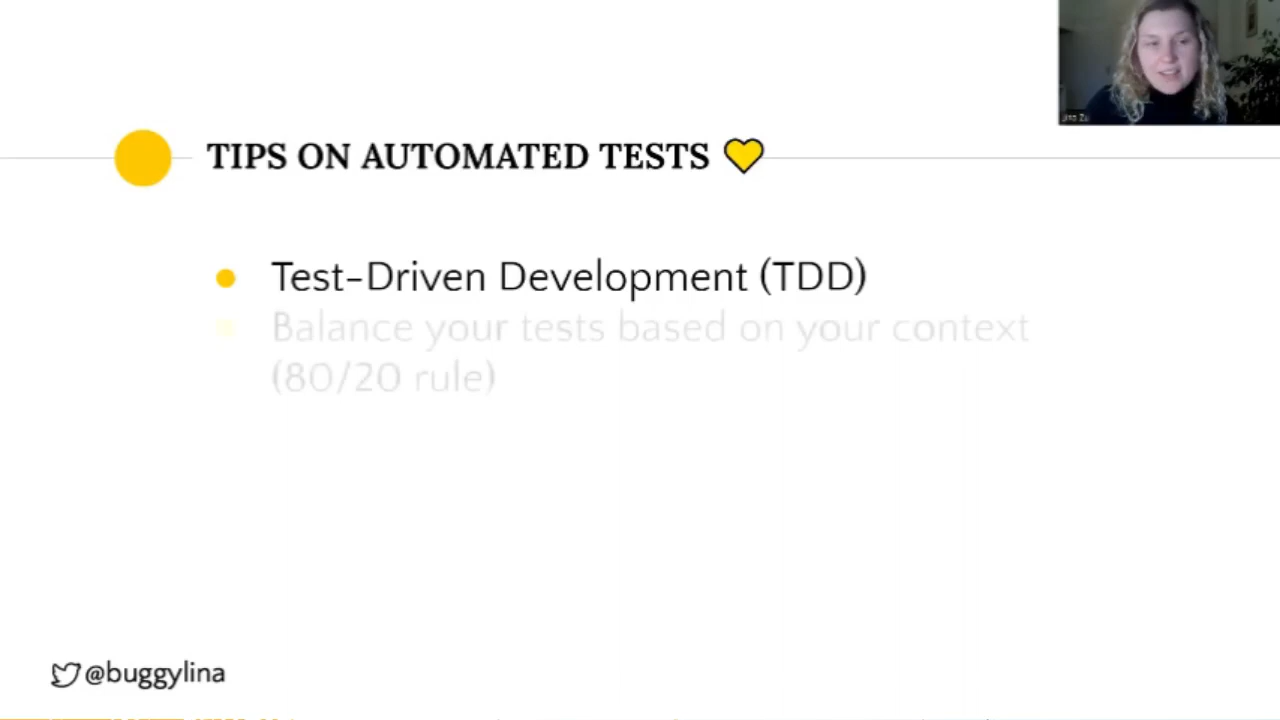 TIPS ON AUTOMATED TESTS
Test-Driven Development (TDD)
Balance your tests based on your context
(80/20 rule)
@buggylina